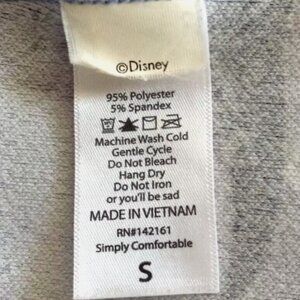 ©Disney
95% Polyester
5% Spandex
Machine Wash Cold
Gentle Cycle
Do Not Bleach
Hang Dry
Do Not Iron
or you'll be sad
MADE IN VIETNAM
RN#142161
Simply Comfortable
S